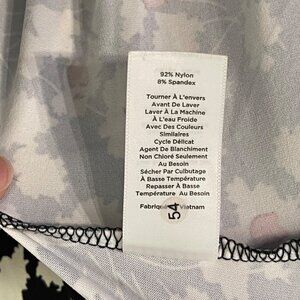 92% Nylon
8% Spandex
Tourner À L'envers
Avant De Laver
Laver À La Machine
À L'eau Froide
Avec Des Couleurs
Similaires
Cycle Délicat
Agent De Blanchiment
Non Chloré Seulement
Au Besoin
Sécher Par Culbutage
À Basse Température
Repasser À Basse
Température Au Besoin
Vietnam
54